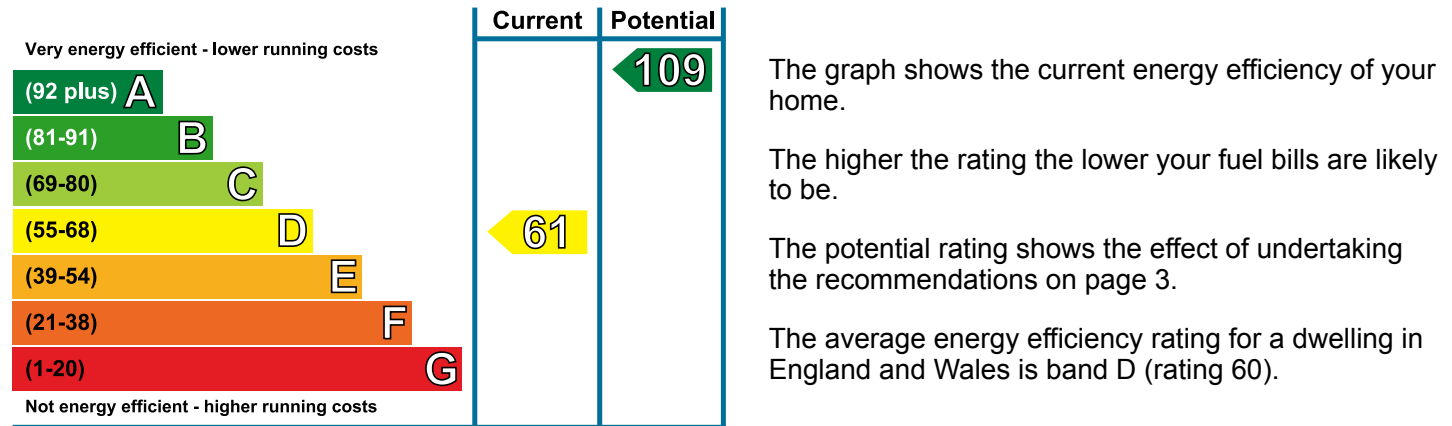 Current Potential
Very energy efficient - lower running costs
109
(92 plus) A
(81-91) B
(69-80) C
(55-68) D 61
(39-54) E
(21-38) F
(1-20) G
Not energy efficient - higher running costs
The graph shows the current energy efficiency of your
home.
The higher the rating the lower your fuel bills are likely
to be.
The potential rating shows the effect of undertaking
the recommendations on page 3.
The average energy efficiency rating for a dwelling in
England and Wales is band D (rating 60).